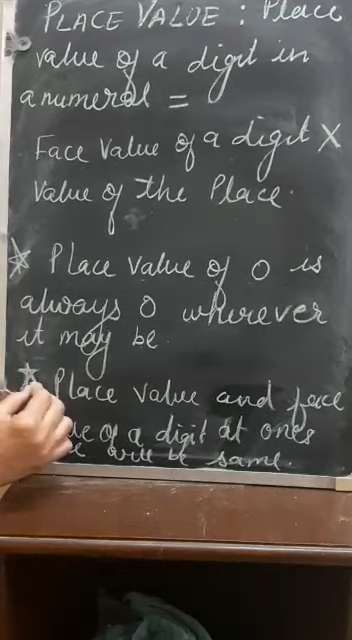 PLACE VALUE : Place
value of a digit in
a numeral =
Face value of a digit X
Value of the Place.
* Place value of 0 is
always 0 wherever
it may be
* Place value and face
of a digit at ones
will be same.